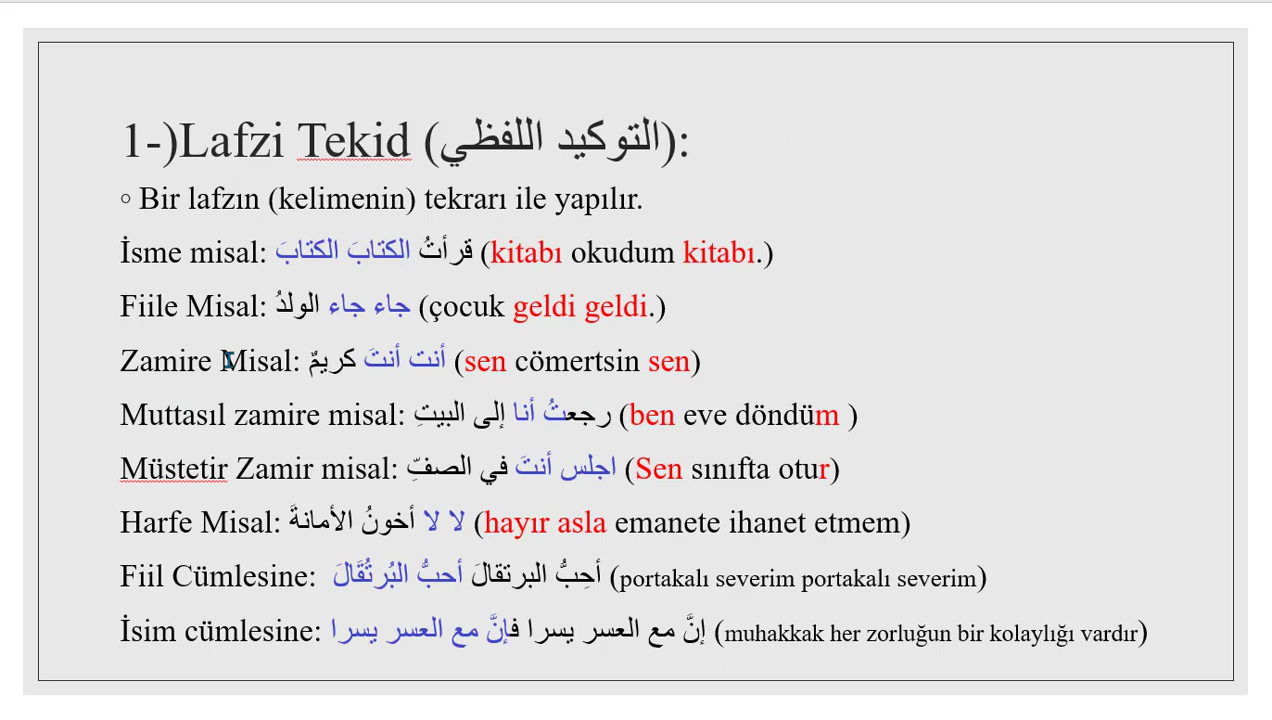 1-)Lafzi Tekid (التوكيد اللفظي):
◦ Bir lafzın (kelimenin) tekrarı ile yapılır.
İsme misal: قرأتُ الكتابَ الكتابَ (kitabı okudum kitabı.)
Fiile Misal: جاء جاء الولدُ (çocuk geldi geldi.)
Zamire Misal: أنت أنتَ كريمٌ (sen cömertsin sen)
Muttasıl zamire misal: رجعتُ أنا إلى البيتِ (ben eve döndüm )
Müstetir Zamir misal: اجلس أنتَ في الصفِّ (Sen sınıfta otur)
Harfe Misal: لا لا أخونُ الأمانةَ (hayır asla emanete ihanet etmem)
Fiil Cümlesine: أحِبُّ البرتقالَ أحبُّ البُرتُقَالَ (portakalı severim portakalı severim)
İsim cümlesine: إنَّ مع العسر يسرا فإنَّ مع العسر يسرا (muhakkak her zorluğun bir kolaylığı vardır)